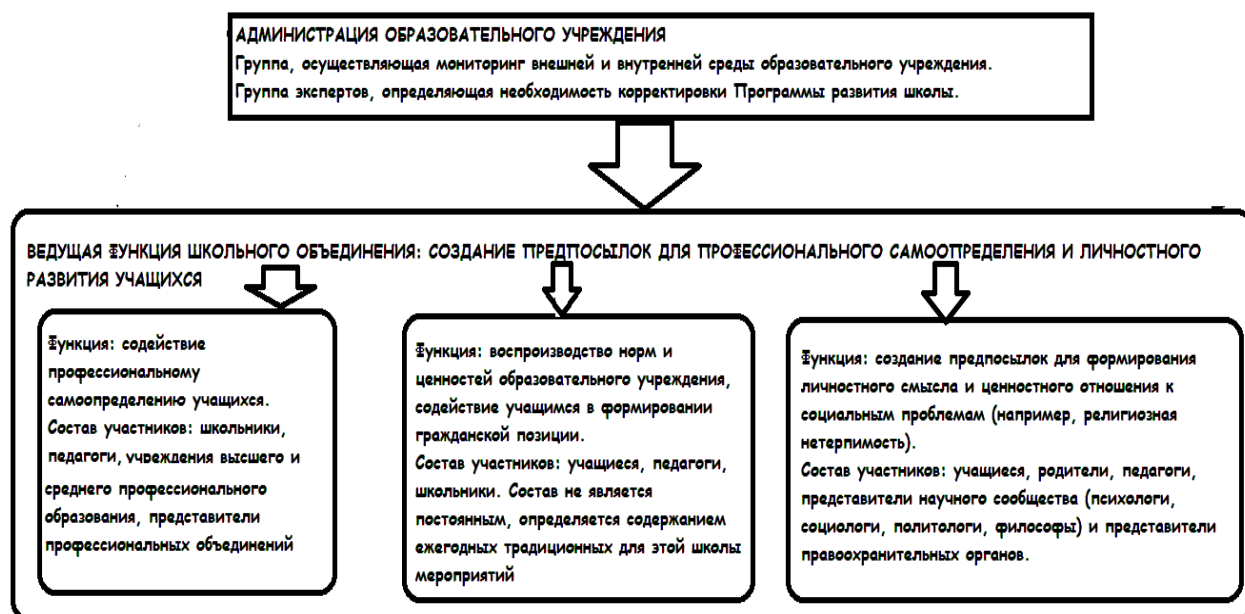 АДМИНИСТРАЦИЯ ОБРАЗОВАТЕЛЬНОГО УЧРЕЖДЕНИЯ
Группа, осуществляющая мониторинг внешней и внутренней среды образовательного учреждения.
Группа экспертов, определяющая необходимость корректировки Программы развития школы.
ВЕДУЩАЯ ФУНКЦИЯ ШКОЛЬНОГО ОБЪЕДИНЕНИЯ: СОЗДАНИЕ ПРЕДПОСЫЛОК ДЛЯ ПРОФЕССИОНАЛЬНОГО САМООПРЕДЕЛЕНИЯ И ЛИЧНОСТНОГО
РАЗВИТИЯ УЧАЩИХСЯ
Функция: содействие
профессиональному
самоопределению учащихся.
Состав участников: школьники,
педагоги, учреждения высшего и
среднего профессионального
образования, представители
профессиональных объединений
Функция: воспроизводство норм и
ценностей образовательного учреждения,
содействие учащимся в формировании
гражданской позиции.
Состав участников: учащиеся, педагоги,
школьники. Состав не является
постоянным, определяется содержанием
ежегодных традиционных для этой школы
мероприятий
Функция: создание предпосылок для формирования
личностного смысла и ценностного отношения к
социальным проблемам (например, религиозная
нетерпимость).
Состав участников: учащиеся, родители, педагоги,
представители научного сообщества (психологи,
социологи, политологи, философы) и представители
правоохранительных органов.